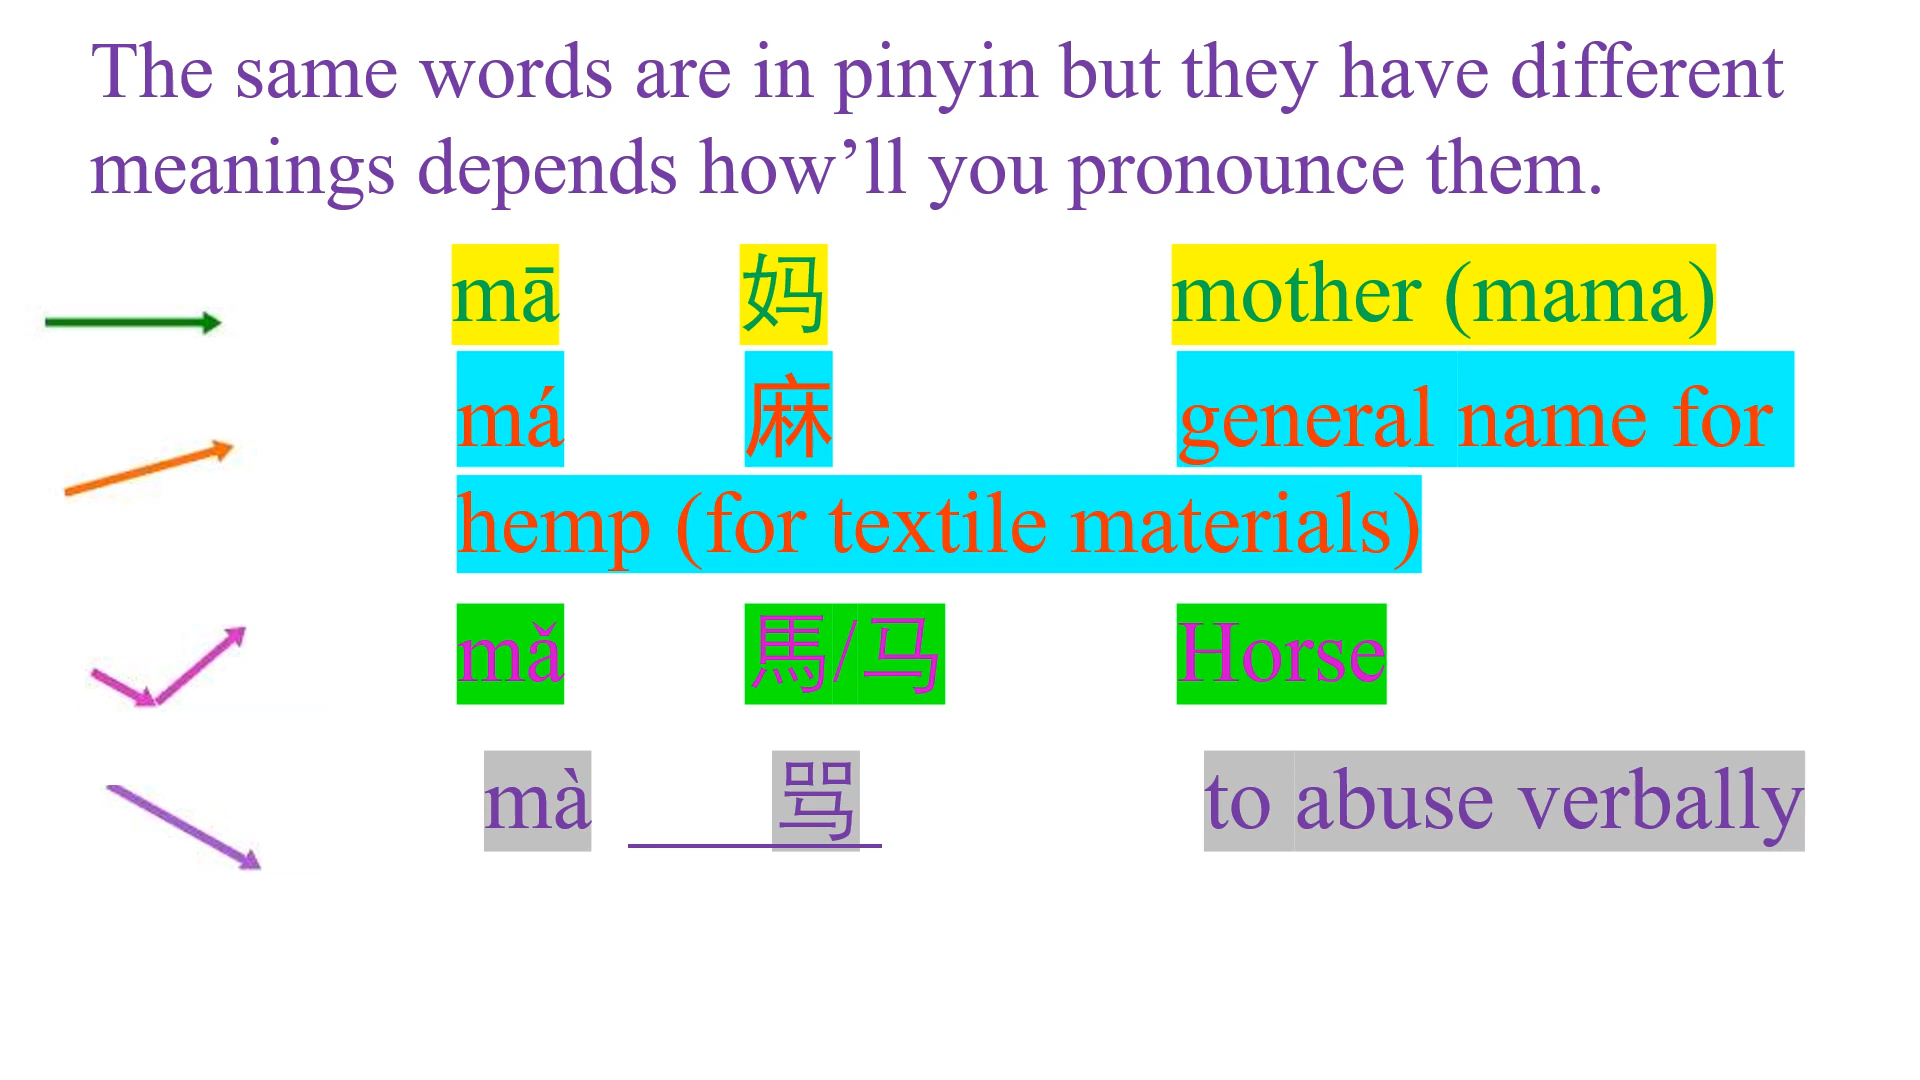 The same words are in pinyin but they have different
meanings depends how’ll you pronounce them.
mā 妈 mother (mama)
má 麻 general name for
hemp (for textile materials)
mǎ 馬/马 Horse
mà 骂 to abuse verbally